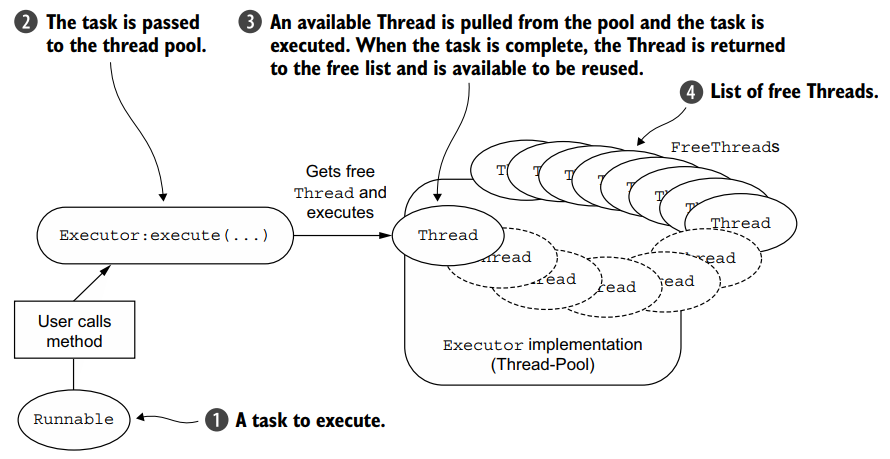 2 The task is passed
to the thread pool.
3 An available Thread is pulled from the pool and the task is
executed. When the task is complete, the Thread is returned
to the free list and is available to be reused.
4 List of free Threads.
FreeThreads
Gets free
Thread and
executes
T
T
T
T
T
Thread
Executor:execute(...)
Thread
hread
read
read
ead
read
User calls
method
Executor implementation
(Thread-Pool)
Runnable
1 A task to execute.